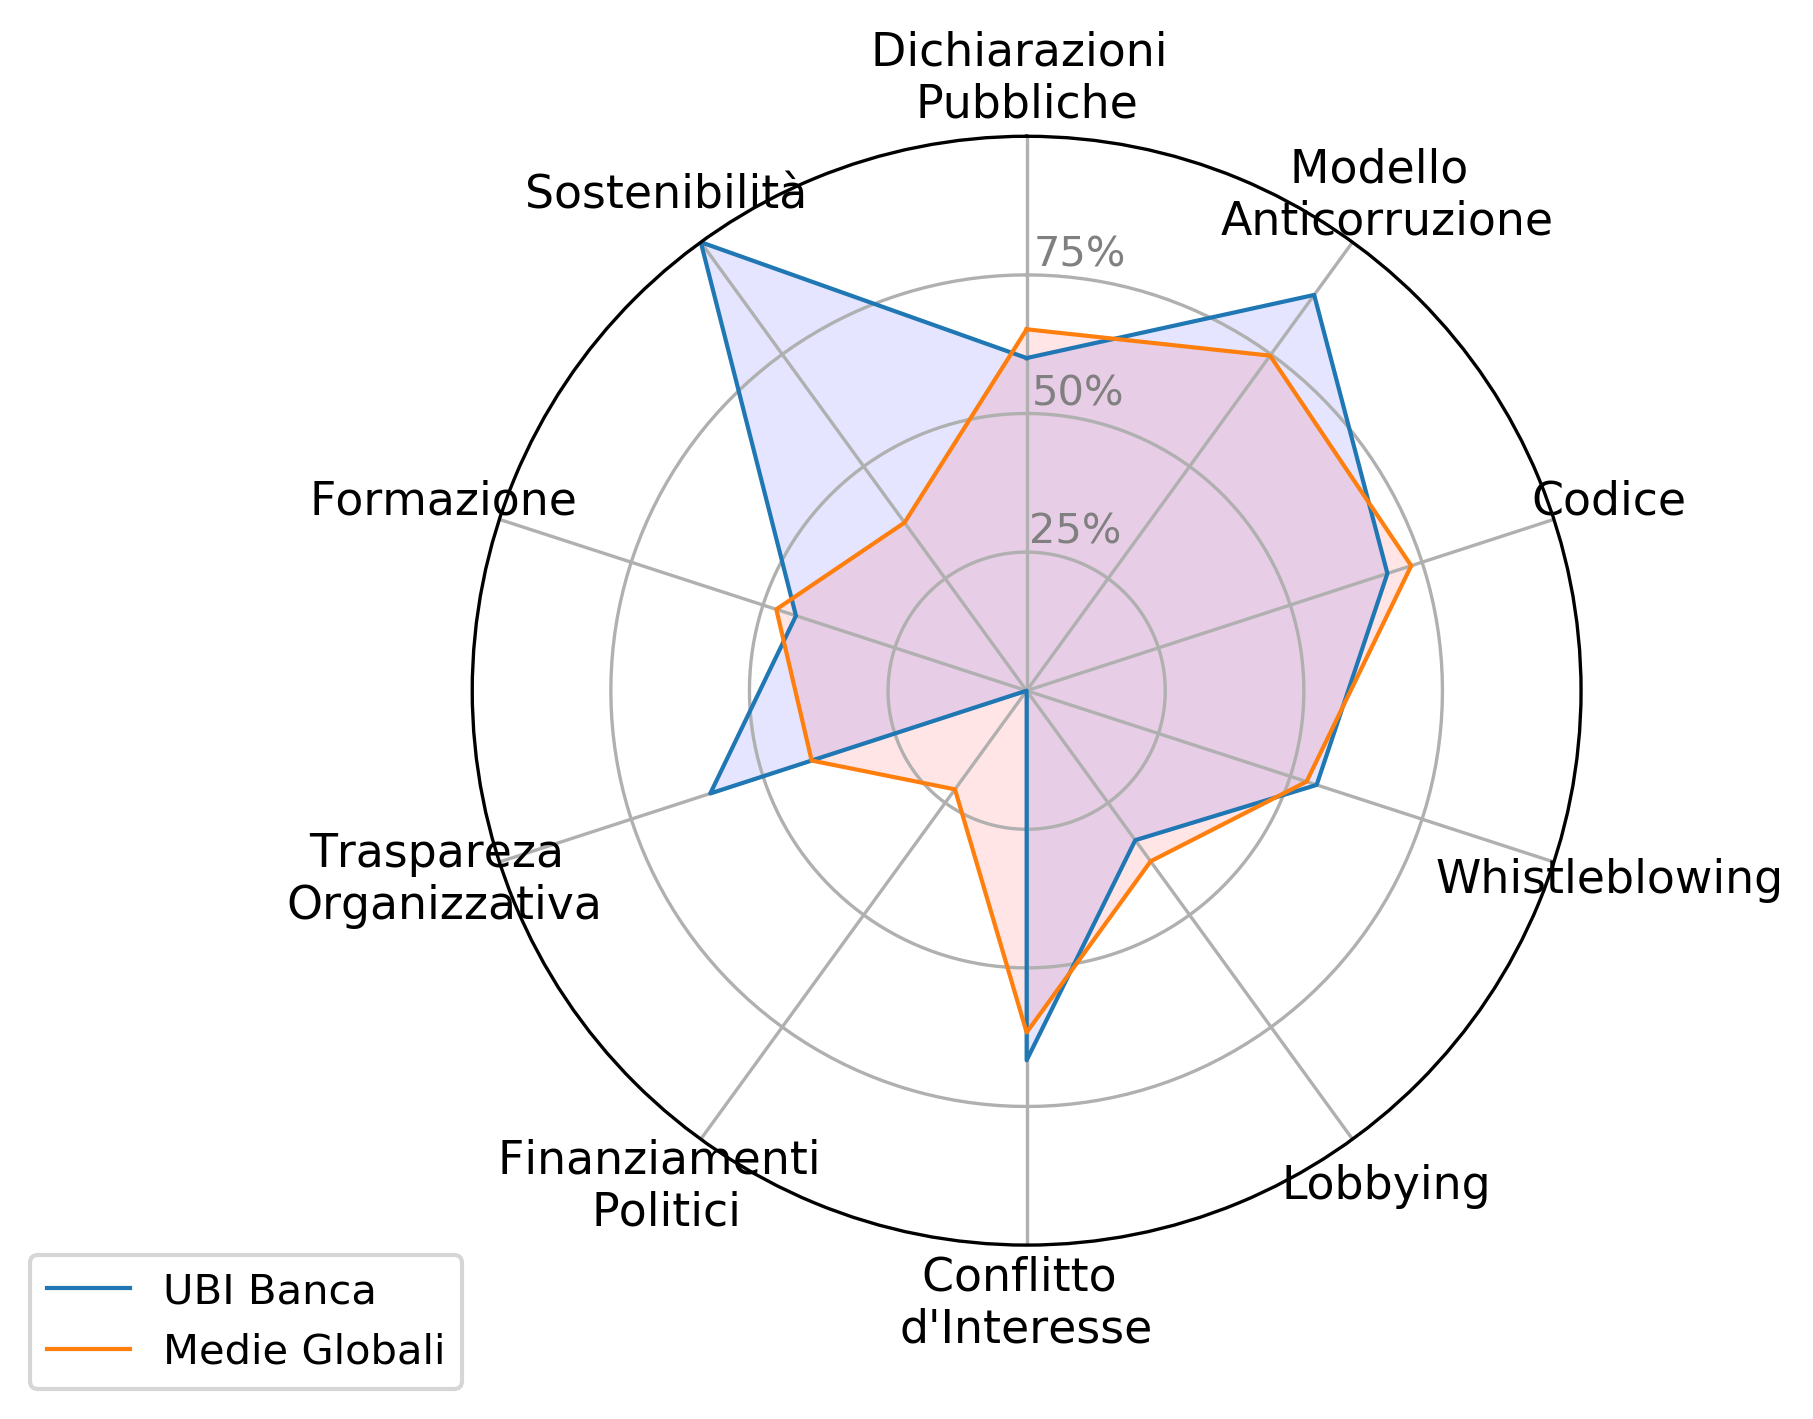 Dichiarazioni
Pubbliche
Modello
Anticorruzione
Sostenibilità
75%
50%
Formazione
Codice
25%
Traspareza
Organizzativa
Whistleblowing
Finanziamenti
Politici
Lobbying
Conflitto
d'Interesse
UBI Banca
Medie Globali